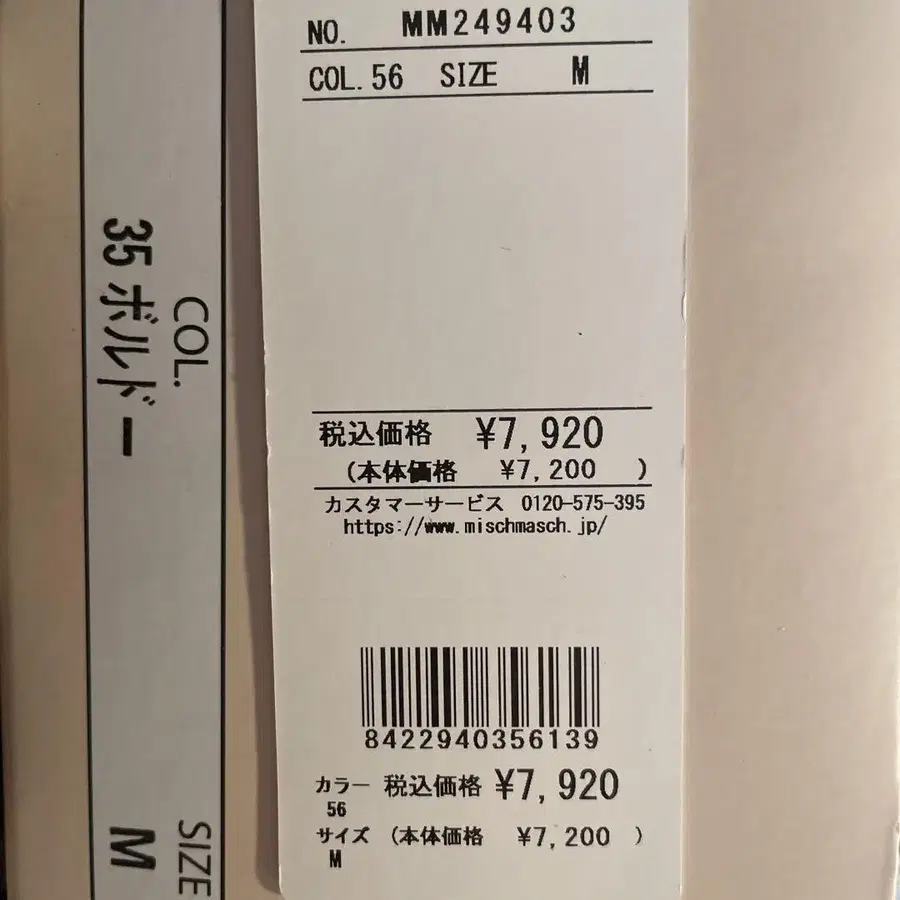 NO. MM249403
COL. 56 SIZE M
税込価格 ¥7,920
(本体価格 ¥7,200 )
カスタマーサービス 0120-575-395
https://www.mischmasch.jp/
8422940356139
カラー 税込価格 ¥7,920
56
サイズ (本体価格 ¥7,200 )
M
COL. SIZE
35 ボルドー M